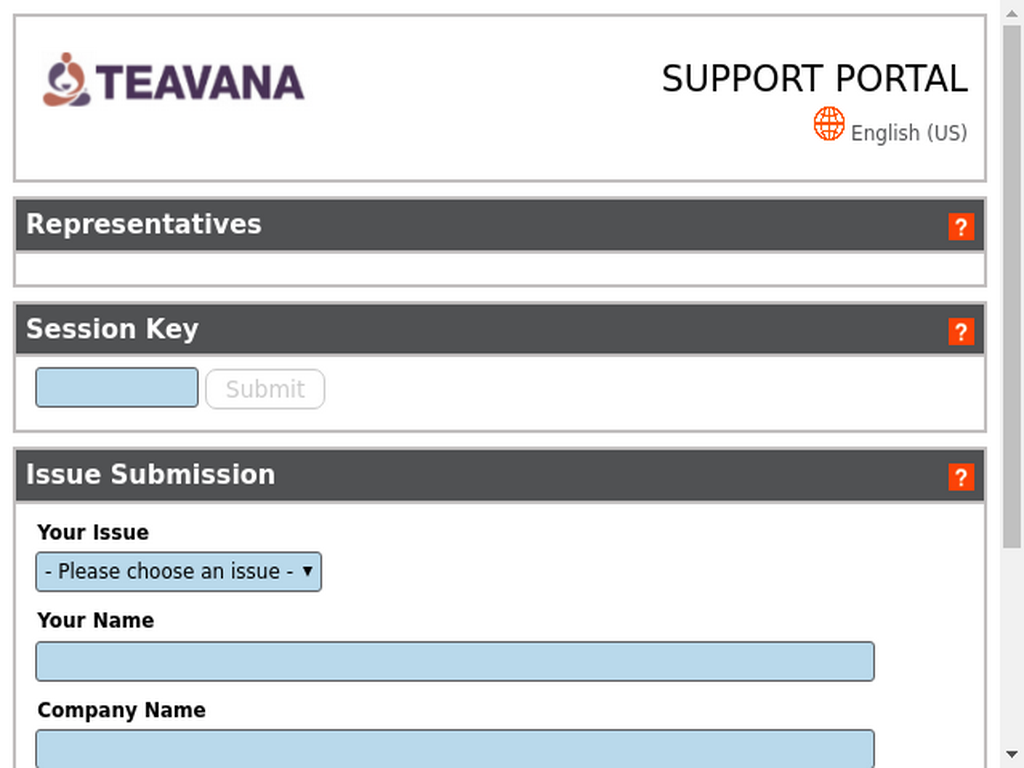 TEAVANA
SUPPORT PORTAL
English (US)
Representatives
?
Session Key
?
Submit
Issue Submission
?
Your Issue
- Please choose an issue -
Your Name
Company Name